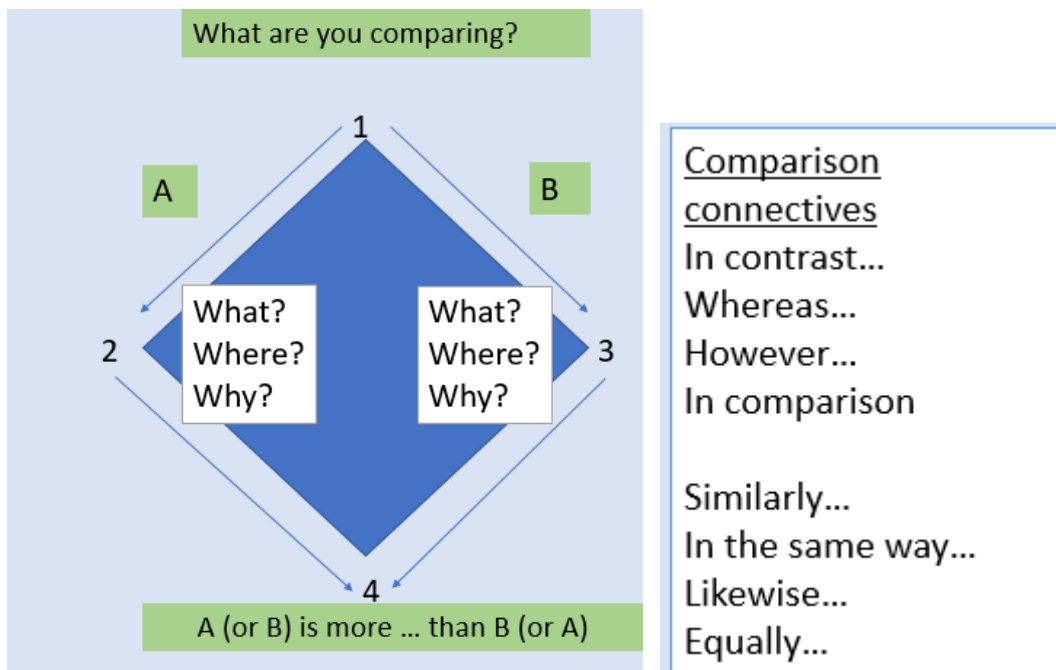 What are you comparing?
1
A
B
What?
Where?
Why?
What?
Where?
Why?
2
3
4
A (or B) is more ... than B (or A)
Comparison
connectives
In contrast...
Whereas...
However...
In comparison
Similarly...
In the same way...
Likewise...
Equally...